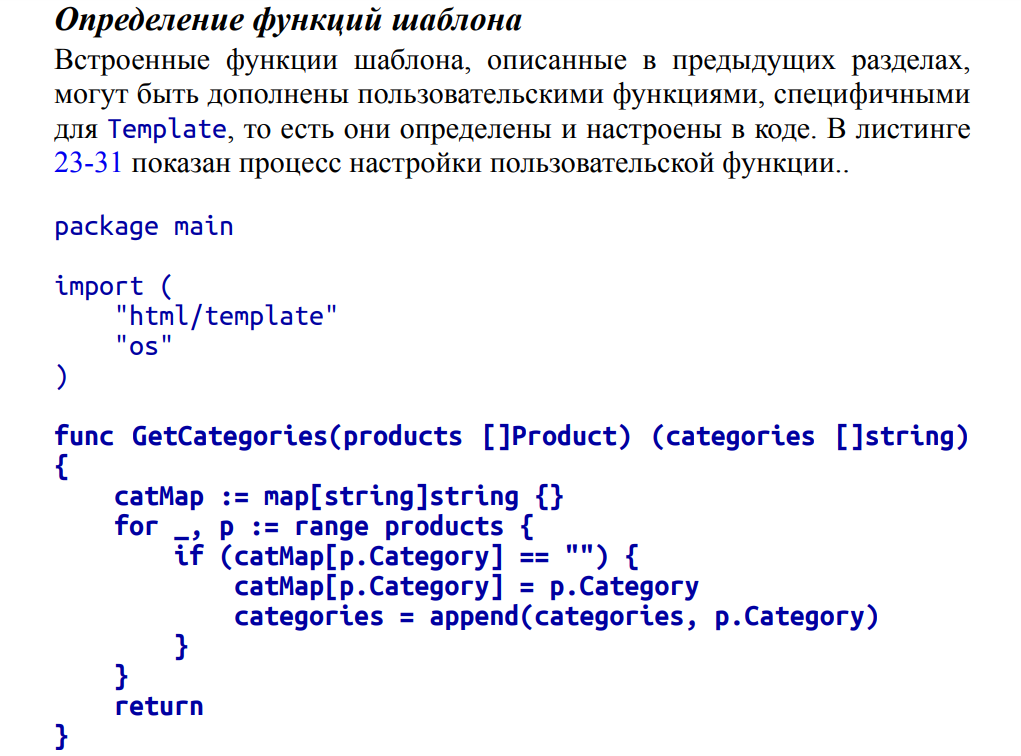 Определение функций шаблона
Встроенные функции шаблона, описанные в предыдущих разделах,
могут быть дополнены пользовательскими функциями, специфичными
для Template, то есть они определены и настроены в коде. В листинге
23-31 показан процесс настройки пользовательской функции..
package main
import (
    "html/template"
    "os"
)
func GetCategories(products []Product) (categories []string)
{
    catMap := map[string]string {}
    for _, p := range products {
        if (catMap[p.Category] == "") {
            catMap[p.Category] = p.Category
            categories = append(categories, p.Category)
        }
    }
    return
}